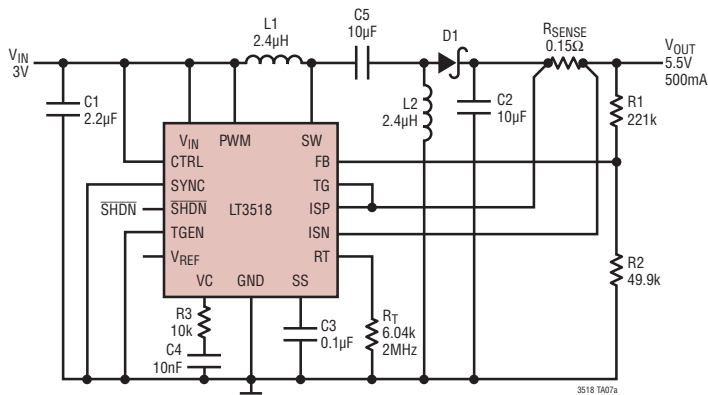 V_IN
3V
C1
2.2μF
L1
2.4μH
C5
10μF
D1
R_SENSE
0.15Ω
V_OUT
5.5V
500mA
L2
2.4μH
C2
10μF
R1
221k
V_IN
PWM
SW
CTRL
FB
SYNC
TG
SHDN
SHDN
LT3518
ISP
TGEN
ISN
V_REF
RT
VC
GND
SS
R3
10k
C4
10nF
C3
0.1μF
R_T
6.04k
2MHz
R2
49.9k
3518 TA07a